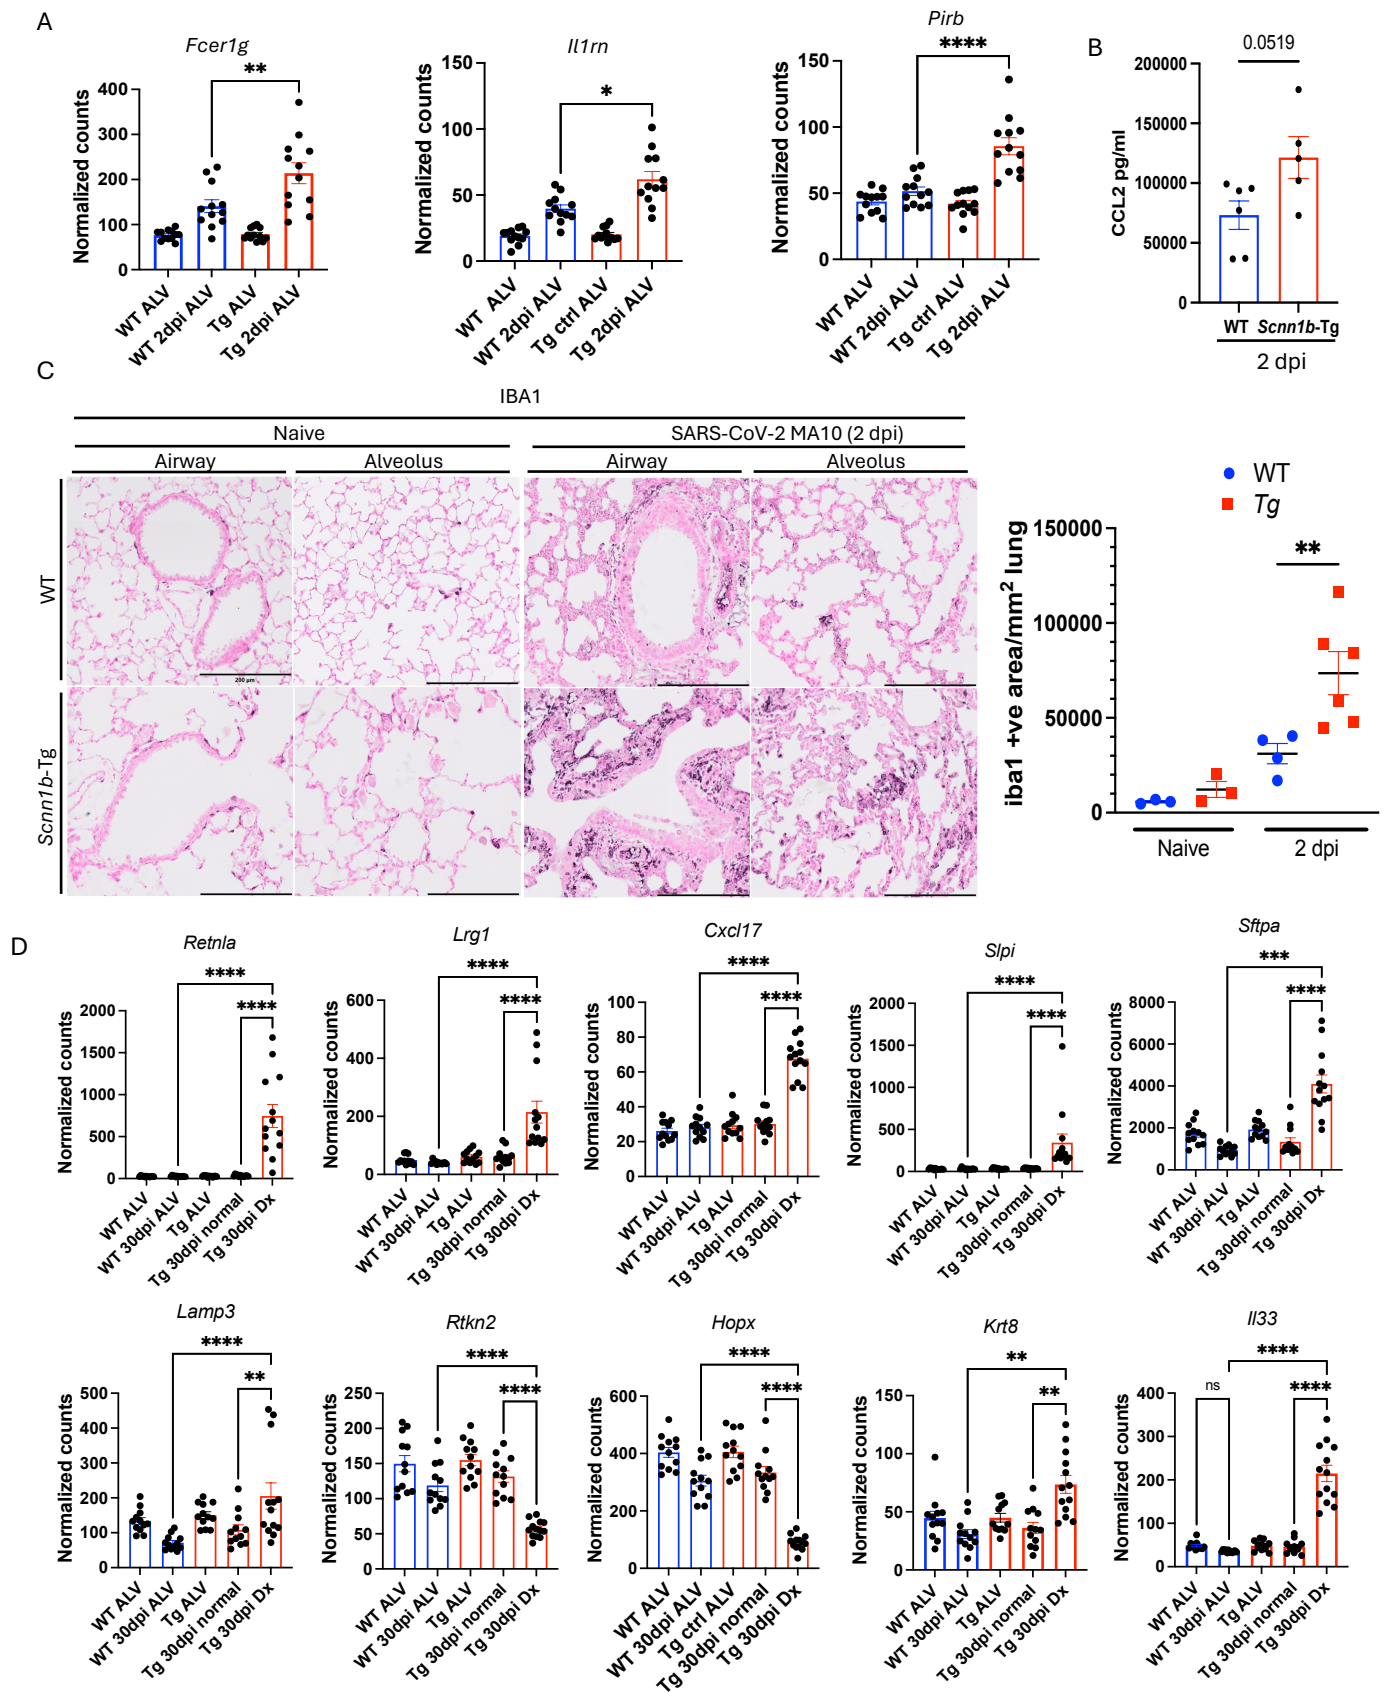 A
Fcer1g
**
Normalized counts
400
300
200
100
0
WT ALV
WT 2dpi ALV
Tg ALV
Tg 2dpi ALV
Il1rn
*
Normalized counts
150
100
50
0
WT ALV
WT 2dpi ALV
Tg ctrl ALV
Tg 2dpi ALV
Pirb
****
Normalized counts
150
100
50
0
WT ALV
WT 2dpi ALV
Tg ctrl ALV
Tg 2dpi ALV
B
0.0519
CCL2 pg/ml
200000
150000
100000
50000
0
WT Scnn1b-Tg
2 dpi
C
IBA1
Naive
SARS-CoV-2 MA10 (2 dpi)
Airway
Alveolus
Airway
Alveolus
WT
Scnn1b-Tg
200 µm
WT
Tg
iba1 +ve area/mm² lung
150000
100000
50000
0
**
Naive
2 dpi
D
Retnla
****
****
Normalized counts
2000
1500
1000
500
0
WT ALV
WT 30dpi ALV
Tg ALV
Tg 30dpi normal
Tg 30dpi Dx
Lrg1
****
****
Normalized counts
600
400
200
0
WT ALV
WT 30dpi ALV
Tg ALV
Tg 30dpi normal
Tg 30dpi Dx
Cxcl17
****
****
Normalized counts
100
80
60
40
20
0
WT ALV
WT 30dpi ALV
Tg ALV
Tg 30dpi normal
Tg 30dpi Dx
Slpi
****
****
Normalized counts
2000
1500
1000
500
0
WT ALV
WT 30dpi ALV
Tg ALV
Tg 30dpi normal
Tg 30dpi Dx
Sftpa
***
****
Normalized counts
8000
6000
4000
2000
0
WT ALV
WT 30dpi ALV
Tg ALV
Tg 30dpi normal
Tg 30dpi Dx
Lamp3
****
**
Normalized counts
500
400
300
200
100
0
WT ALV
WT 30dpi ALV
Tg ALV
Tg 30dpi normal
Tg 30dpi Dx
Rtkn2
****
****
Normalized counts
250
200
150
100
50
0
WT ALV
WT 30dpi ALV
Tg ALV
Tg 30dpi normal
Tg 30dpi Dx
Hopx
****
****
Normalized counts
600
400
200
0
WT ALV
WT 30dpi ALV
Tg ctrl ALV
Tg 30dpi normal
Tg 30dpi Dx
Krt8
**
**
Normalized counts
150
100
50
0
WT ALV
WT 30dpi ALV
Tg ALV
Tg 30dpi normal
Tg 30dpi Dx
Il33
****
ns
****
Normalized counts
400
300
200
100
0
WT ALV
WT 30dpi ALV
Tg ALV
Tg 30dpi normal
Tg 30dpi Dx